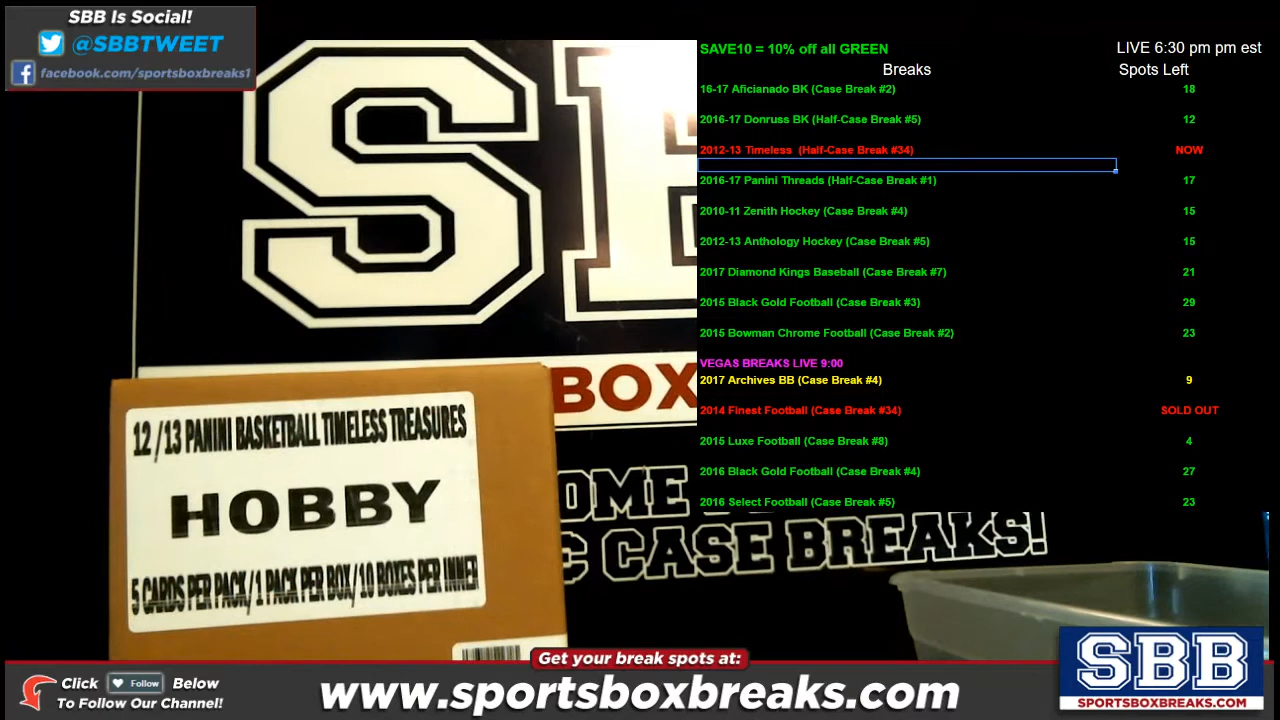 SBB Is Social!
@SBBTWEET
facebook.com/sportsboxbreaks1
SAVE10 = 10% off all GREEN
LIVE 6:30 pm pm est
Breaks
Spots Left
16-17 Aficianado BK (Case Break #2) 18
2016-17 Donruss BK (Half-Case Break #5) 12
2012-13 Timeless (Half-Case Break #34) NOW
2016-17 Panini Threads (Half-Case Break #1) 17
2010-11 Zenith Hockey (Case Break #4) 15
2012-13 Anthology Hockey (Case Break #5) 15
2017 Diamond Kings Baseball (Case Break #7) 21
2015 Black Gold Football (Case Break #3) 29
2015 Bowman Chrome Football (Case Break #2) 23
VEGAS BREAKS LIVE 9:00
2017 Archives BB (Case Break #4) 9
2014 Finest Football (Case Break #34) SOLD OUT
2015 Luxe Football (Case Break #8) 4
2016 Black Gold Football (Case Break #4) 27
2016 Select Football (Case Break #5) 23
BOX
OME
& CASE BREAKS!
12/13 PANINI BASKETBALL TIMELESS TREASURES
HOBBY
5 CARDS PER PACK/1 PACK PER BOX/10 BOXES PER INNER
Get your break spots at:
Click Follow Below
To Follow Our Channel!
www.sportsboxbreaks.com
SBB
SPORTSBOXBREAKS.COM